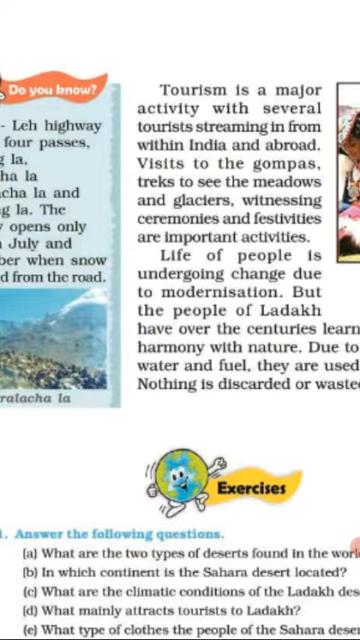 Do you know?
- Leh highway
four passes,
g la,
ha la
acha la and
g la. The
y opens only
July and
ber when snow
d from the road.
ralacha la
Tourism is a major
activity with several
tourists streaming in from
within India and abroad.
Visits to the gompas,
treks to see the meadows
and glaciers, witnessing
ceremonies and festivities
are important activities.
Life of people is
undergoing change due
to modernisation. But
the people of Ladakh
have over the centuries learn
harmony with nature. Due to
water and fuel, they are used
Nothing is discarded or waste
Exercises
1. Answer the following questions.
(a) What are the two types of deserts found in the worl
(b) In which continent is the Sahara desert located?
(c) What are the climatic conditions of the Ladakh des
(d) What mainly attracts tourists to Ladakh?
(e) What type of clothes the people of the Sahara deser